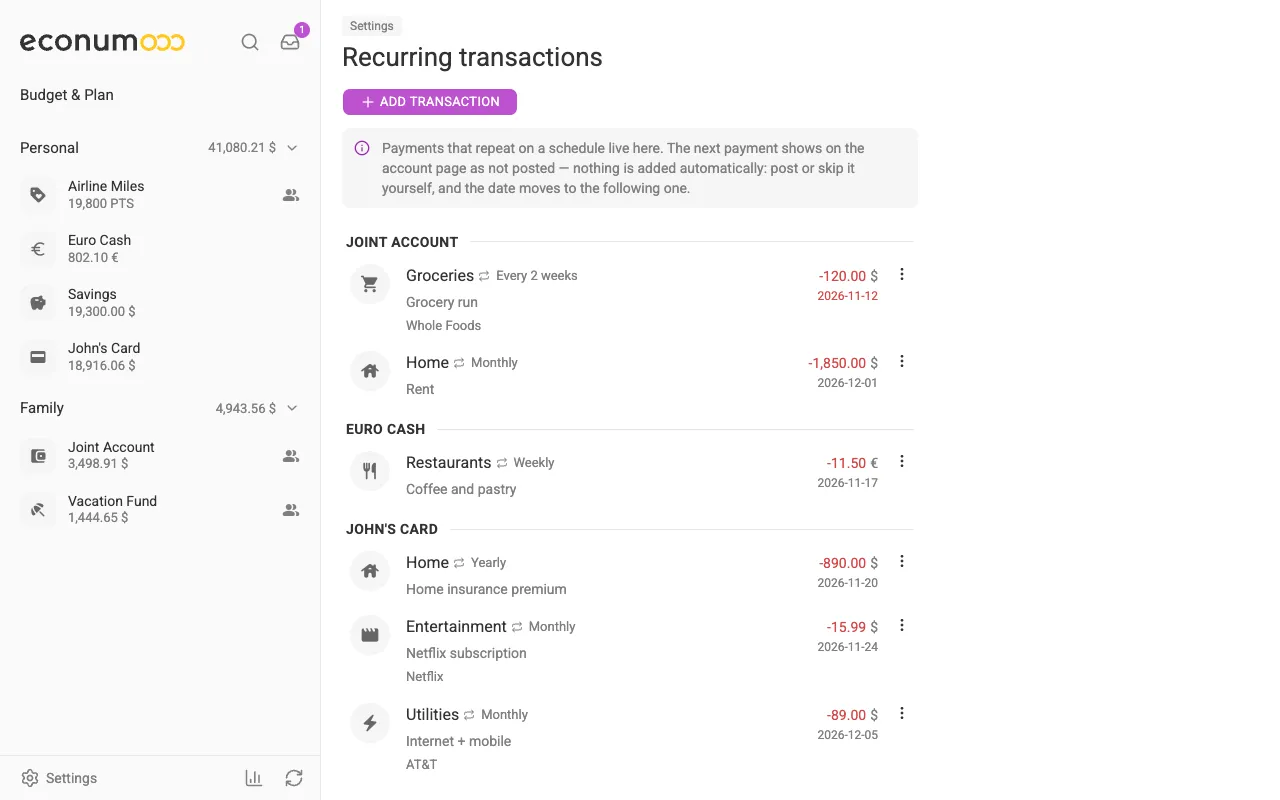 econumo
1
Budget & Plan
Personal 41,080.21 $
Airline Miles
19,800 PTS
Euro Cash
802.10 €
Savings
19,300.00 $
John's Card
18,916.06 $
Family 4,943.56 $
Joint Account
3,498.91 $
Vacation Fund
1,444.65 $
Settings
Settings
Recurring transactions
+ ADD TRANSACTION
Payments that repeat on a schedule live here. The next payment shows on the
account page as not posted — nothing is added automatically: post or skip it
yourself, and the date moves to the following one.
JOINT ACCOUNT
Groceries Every 2 weeks -120.00 $
Grocery run 2026-11-12
Whole Foods
Home Monthly -1,850.00 $
Rent 2026-12-01
EURO CASH
Restaurants Weekly -11.50 €
Coffee and pastry 2026-11-17
JOHN'S CARD
Home Yearly -890.00 $
Home insurance premium 2026-11-20
Entertainment Monthly -15.99 $
Netflix subscription 2026-11-24
Netflix
Utilities Monthly -89.00 $
Internet + mobile 2026-12-05
AT&T